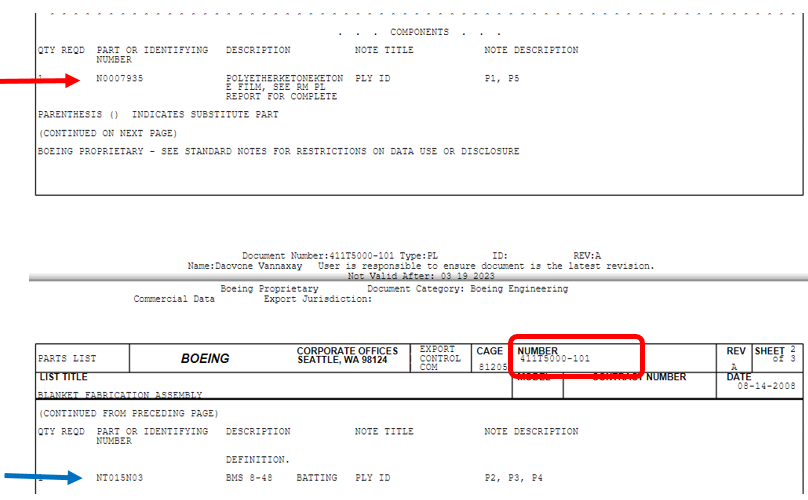 . . . COMPONENTS . . .
QTY REQD PART OR IDENTIFYING DESCRIPTION NOTE TITLE NOTE DESCRIPTION
NUMBER
N0007935 POLYETHERKETONEKETON PLY ID P1, P5
E FILM, SEE RM PL
REPORT FOR COMPLETE
PARENTHESIS () INDICATES SUBSTITUTE PART
(CONTINUED ON NEXT PAGE)
BOEING PROPRIETARY - SEE STANDARD NOTES FOR RESTRICTIONS ON DATA USE OR DISCLOSURE
Document Number:411T5000-101 Type:PL ID: REV:A
Name:Daovone Vannaxay User is responsible to ensure document is the latest revision.
Not Valid After: 03 19 2023
Boeing Proprietary Document Category: Boeing Engineering
Commercial Data Export Jurisdiction:
PARTS LIST
BOEING
CORPORATE OFFICES
SEATTLE, WA 98124
EXPORT
CONTROL
COM
CAGE
81205
NUMBER
411T5000-101
REV
A
SHEET 2
of 3
LIST TITLE
BLANKET FABRICATION ASSEMBLY
MODEL
CONTRACT NUMBER
DATE
08-14-2008
(CONTINUED FROM PRECEDING PAGE)
QTY REQD PART OR IDENTIFYING DESCRIPTION NOTE TITLE NOTE DESCRIPTION
NUMBER
DEFINITION.
NT015N03 BMS 8-48 BATTING PLY ID P2, P3, P4